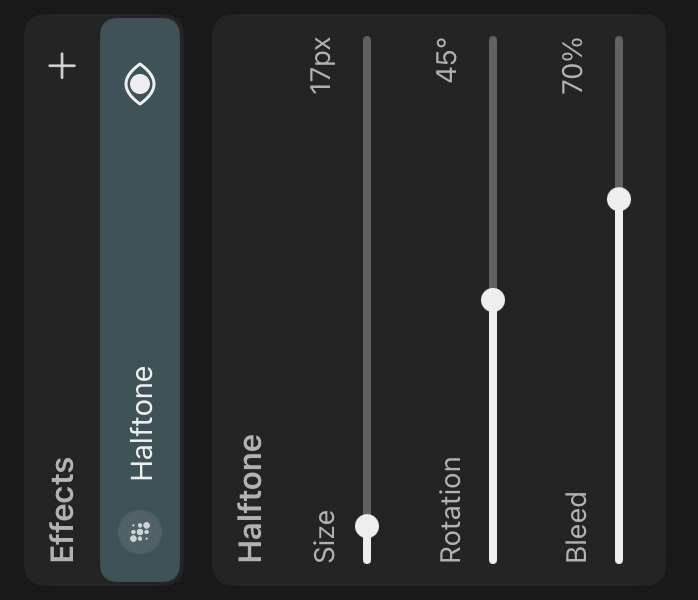 Effects
Halftone
Halftone
Size 17px
Rotation 45°
Bleed 70%